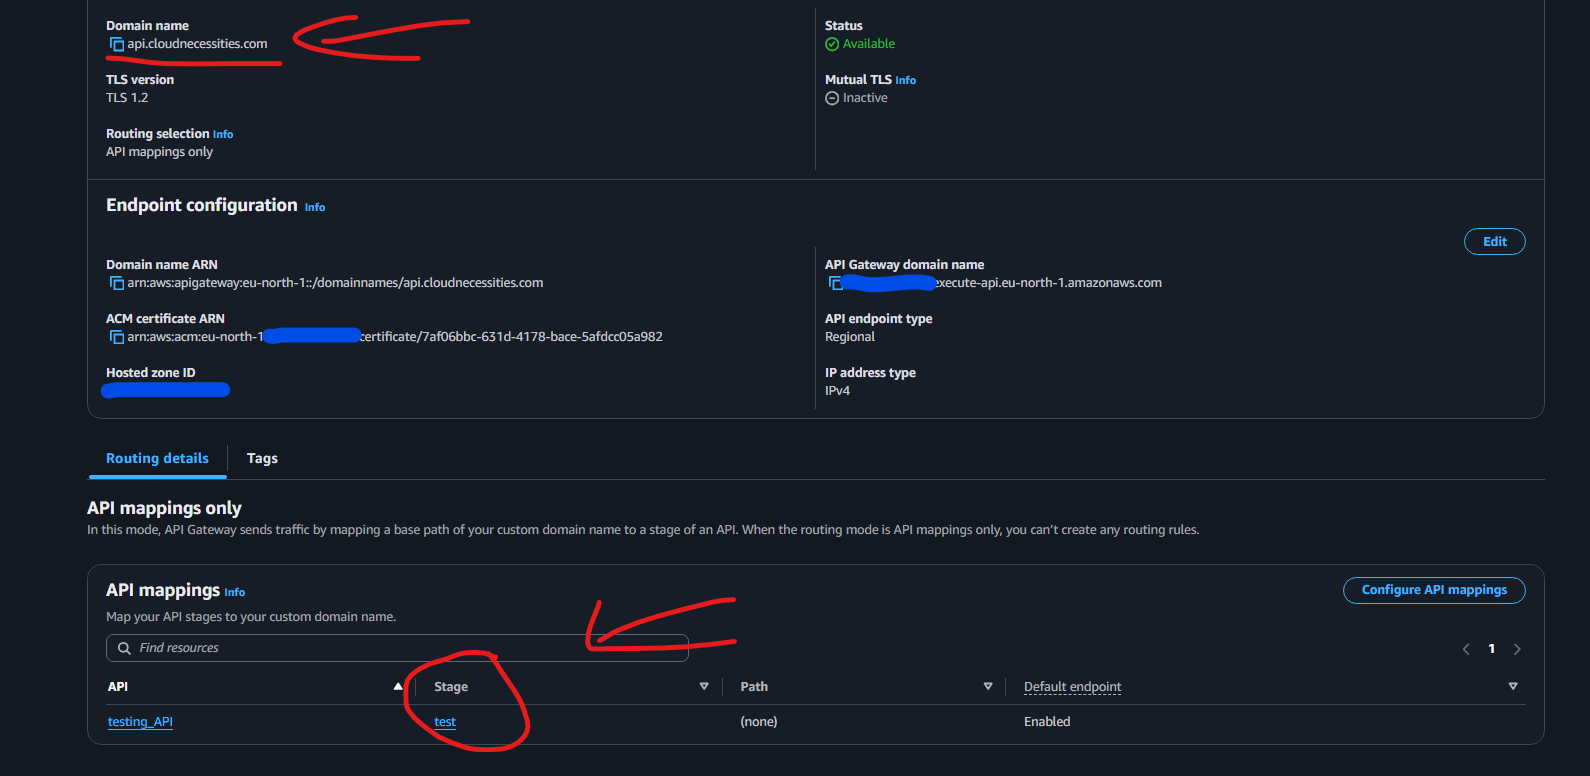 Domain name
api.cloudnecessities.com
Status
Available
TLS version
TLS 1.2
Mutual TLS Info
Inactive
Routing selection Info
API mappings only
Endpoint configuration Info
Edit
Domain name ARN
arn:aws:apigateway:eu-north-1::/domainnames/api.cloudnecessities.com
API Gateway domain name
execute-api.eu-north-1.amazonaws.com
ACM certificate ARN
arn:aws:acm:eu-north-1 certificate/7af06bbc-631d-4178-bace-5afdcc05a982
API endpoint type
Regional
Hosted zone ID
IP address type
IPv4
Routing details
Tags
API mappings only
In this mode, API Gateway sends traffic by mapping a base path of your custom domain name to a stage of an API. When the routing mode is API mappings only, you can't create any routing rules.
API mappings Info
Configure API mappings
Map your API stages to your custom domain name.
Find resources
1
API Stage Path Default endpoint
testing_API test (none) Enabled